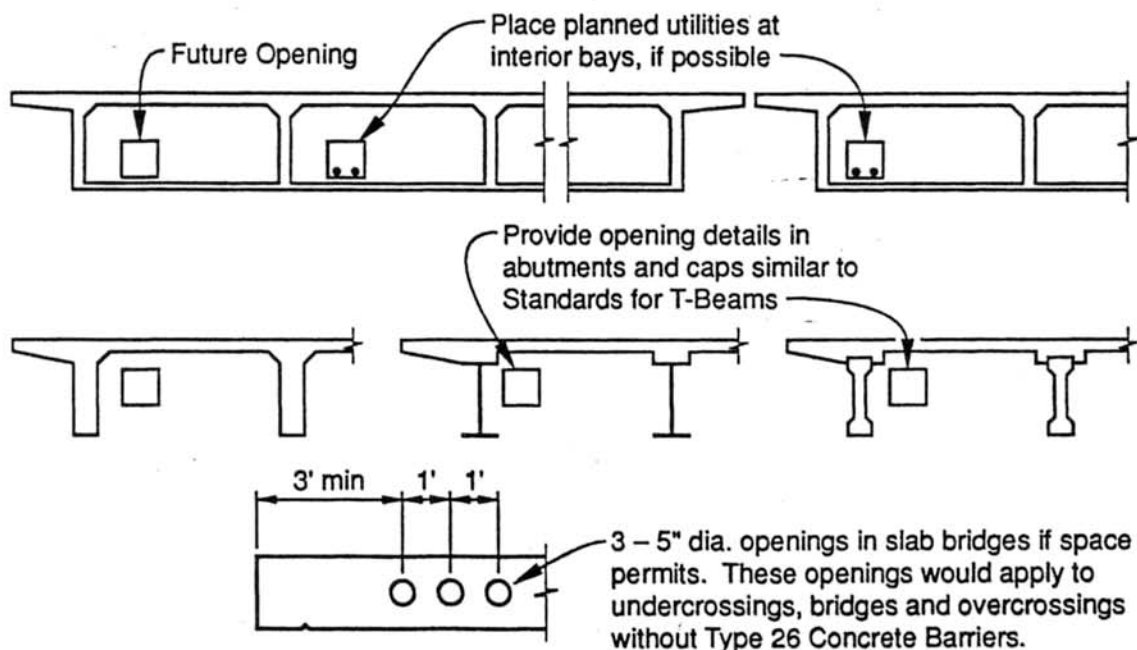 Future Opening
Place planned utilities at
interior bays, if possible
Provide opening details in
abutments and caps similar to
Standards for T-Beams
3' min
1'
1'
3 – 5" dia. openings in slab bridges if space
permits. These openings would apply to
undercrossings, bridges and overcrossings
without Type 26 Concrete Barriers.